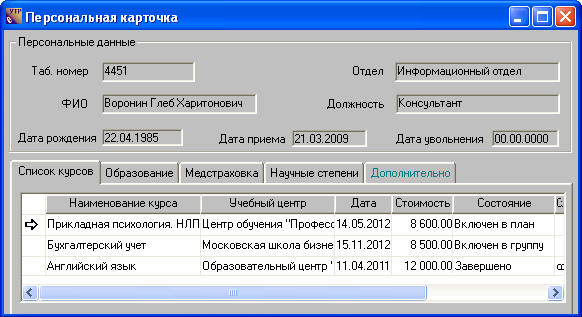 Персональная карточка
Персональные данные
Таб. номер 4451 Отдел Информационный отдел
ФИО Воронин Глеб Харитонович Должность Консультант
Дата рождения 22.04.1985 Дата приема 21.03.2009 Дата увольнения 00.00.0000
Список курсов Образование Медстраховка Научные степени Дополнительно
Наименование курса Учебный центр Дата Стоимость Состояние
Прикладная психология. НЛП Центр обучения "Професс 14.05.2012 8 600.00 Включен в план
Бухгалтерский учет Московская школа бизне 15.11.2012 8 500.00 Включен в группу
Английский язык Образовательный центр " 11.04.2011 12 000.00 Завершено